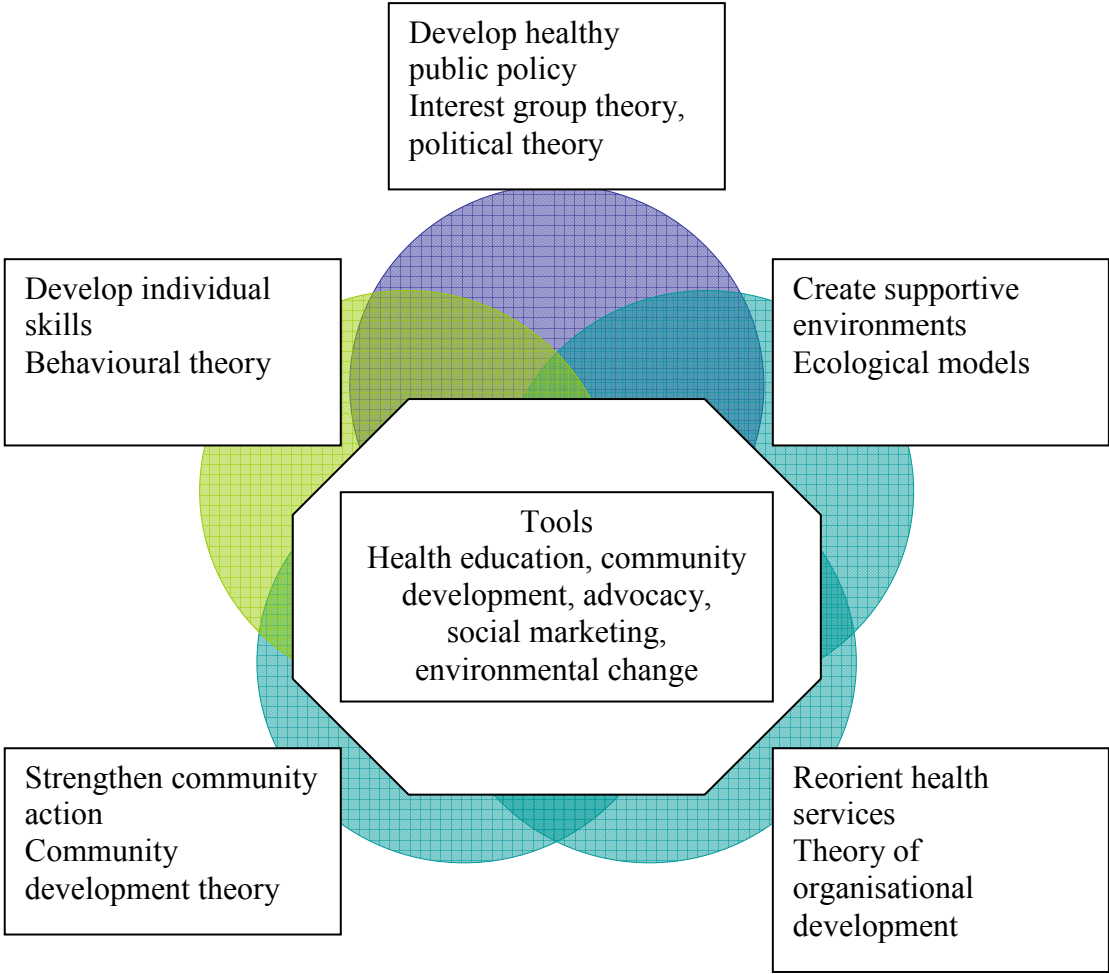 Develop healthy
public policy
Interest group theory,
political theory
Develop individual
skills
Behavioural theory
Create supportive
environments
Ecological models
Tools
Health education, community
development, advocacy,
social marketing,
environmental change
Strengthen community
action
Community
development theory
Reorient health
services
Theory of
organisational
development